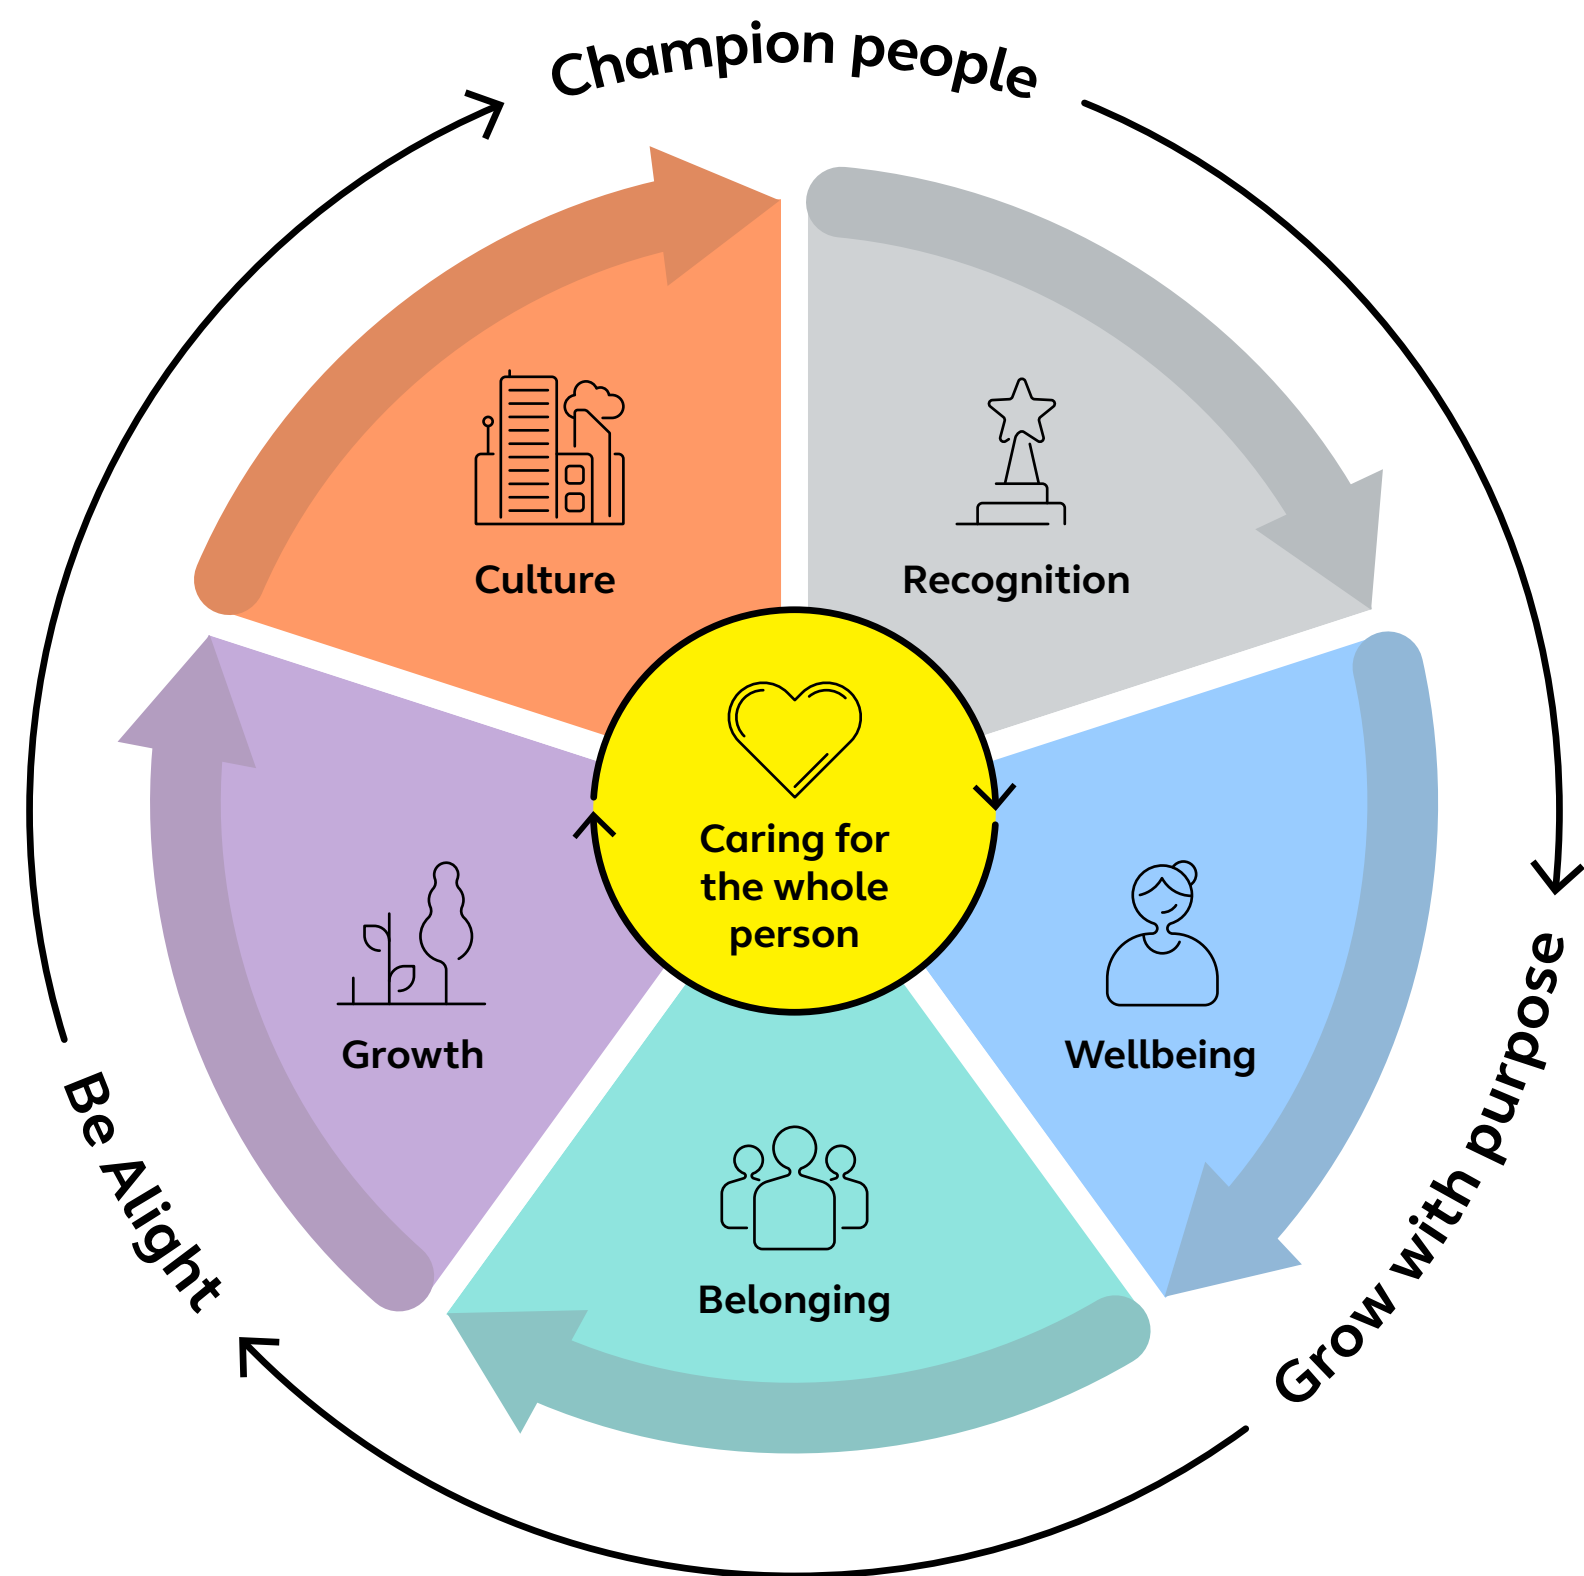 Champion people
Culture
Recognition
Caring for
the whole
person
Growth
Wellbeing
Belonging
Be Alight
Grow with purpose